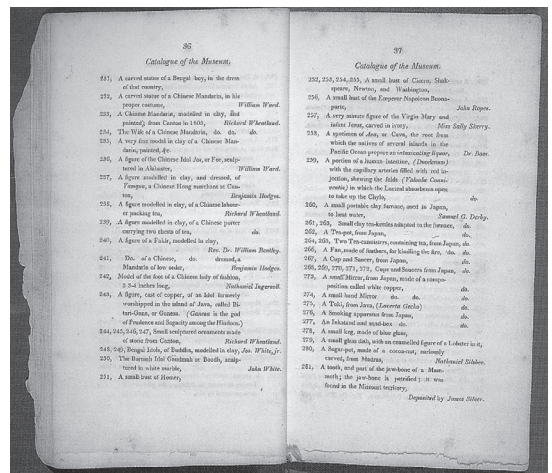 36
Catalogue of the Museum.
231, A carved statue of a Bengal boy, in the dress
of that country,
232, A carved statue of a Chinese Mandarin, in his
proper costume, William Ward.
233, A Chinese Mandarin, modelled in clay, (and
painted); from Canton in 1800, Richard Wheatland.
234, The Wife of a Chinese Mandarin, do. do. do.
235, A very fine model in clay of a Chinese Man-
darin, painted, &c.
236, A figure of the Chinese Idol Jos, or Foe, sculp-
tured in Alabaster, William Ward.
237, A figure modelled in clay, and dressed, of
Yamqua, a Chinese Hong merchant at Can-
ton, Benjamin Hodges.
238, A figure modelled in clay, of a Chinese labour-
er packing tea, Richard Wheatland.
239, A figure modelled in clay, of a Chinese porter
carrying two chests of tea, do.
240, A figure of a Fakir, modelled in clay,
Rev. Dr. William Bentley.
241, Do. of a Chinese, do. dressed, a
Mandarin of low order, Benjamin Hodges.
242, Model of the foot of a Chinese lady of fashion,
2 3-4 inches long, Nathaniel Ingersoll.
243, A figure, cast of copper, of an Idol formerly
worshipped in the island of Java, called Bi-
tari-Gana, or Ganesa. (Ganesa is the god
of Prudence and Sagacity among the Hindoos.)
244, 245, 246, 247, Small sculptured ornaments made
of stone from Canton, Richard Wheatland.
248, 249, Bengal Idols, of Buddha, modelled in clay, Jos. White, jr.
250, The Barmah Idol Gaudmah or Boodh, sculp-
tured in white marble, John White.
251, A small bust of Homer,
37
Catalogue of the Museum.
252, 253, 254, 255, A small bust of Cicero, Shak-
speare, Newton, and Washington,
256, A small bust of the Emperor Napoleon Buona-
parte, John Ropes.
257, A very minute figure of the Virgin Mary and
infant Jesus, carved in ivory, Miss Sally Skerry.
258, A specimen of Ava, or Cava, the root from
which the natives of several islands in the
Pacific Ocean prepare an intoxicating liquor, Dr. Bass.
259, A portion of a human intestine, (Duodenum)
with the capillary arteries filled with red in-
jection, shewing the folds (Valvulæ Conni-
ventiæ) in which the Lacteal absorbents open
to take up the Chyle, do.
260, A small portable clay furnace, used in Japan,
to heat water, Samuel G. Derby.
261, 263, Small clay tea-kettles adapted to the furnace, do.
262, A Tea-pot, from Japan, do.
264, 265, Two Tea-cannisters, containing tea, from Japan, do.
266, A Fan, made of feathers, for kindling the fire, do.
267, A Cup and Saucer, from Japan, do.
268, 269, 270, 271, 272, Cups and Saucers from Japan, do.
273, A small Mirror, from Japan, made of a compo-
sition called white copper, do.
274, A small hand Mirror do. do. do.
275, A Toki, from Java, (Lacerta Gecko) do.
276, A Smoking apparatus from Japan, do.
277, An Inkstand and sand-box do. do.
278, A small keg, made of blue glass,
279, A small glass dish, with an enamelled figure of a Lobster in it,
280, A Sugar-pot, made of a cocoa-nut, curiously
carved, from Madras, Nathaniel Silsbee.
281, A tooth, and part of the jaw-bone of a Mam-
moth; the jaw-bone is petrified; it was
found in the Missouri territory,
Deposited by James Silver.